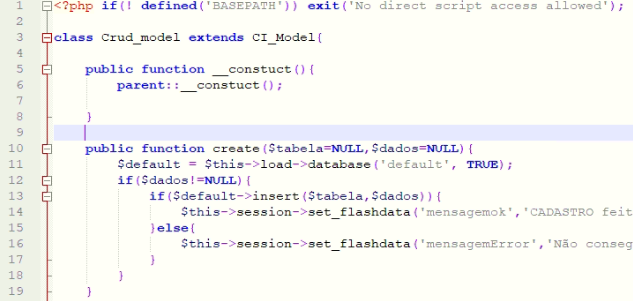 1 <?php if(! defined('BASEPATH')) exit('No direct script access allowed');
2
3 class Crud_model extends CI_Model{
4
5 public function __constuct(){
6 parent::__constuct();
7
8 }
9
10 public function create($tabela=NULL,$dados=NULL){
11 $default = $this->load->database('default', TRUE);
12 if($dados!=NULL){
13 if($default->insert($tabela,$dados)){
14 $this->session->set_flashdata('mensagemok','CADASTRO feit
15 }else{
16 $this->session->set_flashdata('mensagemError','Não conseg
17 }
18 }
19 }